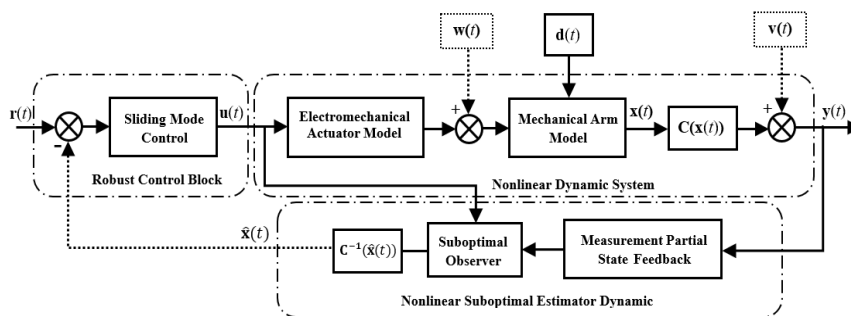 w(t)
d(t)
v(t)
r(t)
-
Sliding Mode
Control
u(t)
Electromechanical
Actuator Model
+
Mechanical Arm
Model
x(t)
C(x(t))
+
y(t)
Robust Control Block
Nonlinear Dynamic System
x̂(t)
C⁻¹(x̂(t))
Suboptimal
Observer
Measurement Partial
State Feedback
Nonlinear Suboptimal Estimator Dynamic